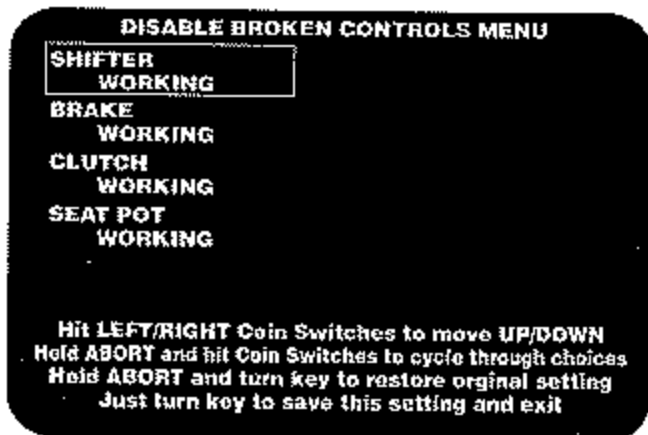 DISABLE BROKEN CONTROLS MENU
SHIFTER
WORKING
BRAKE
WORKING
CLUTCH
WORKING
SEAT POT
WORKING
Hit LEFT/RIGHT Coin Switches to move UP/DOWN
Hold ABORT and hit Coin Switches to cycle through choices
Hold ABORT and turn key to restore orginal setting
Just turn key to save this setting and exit